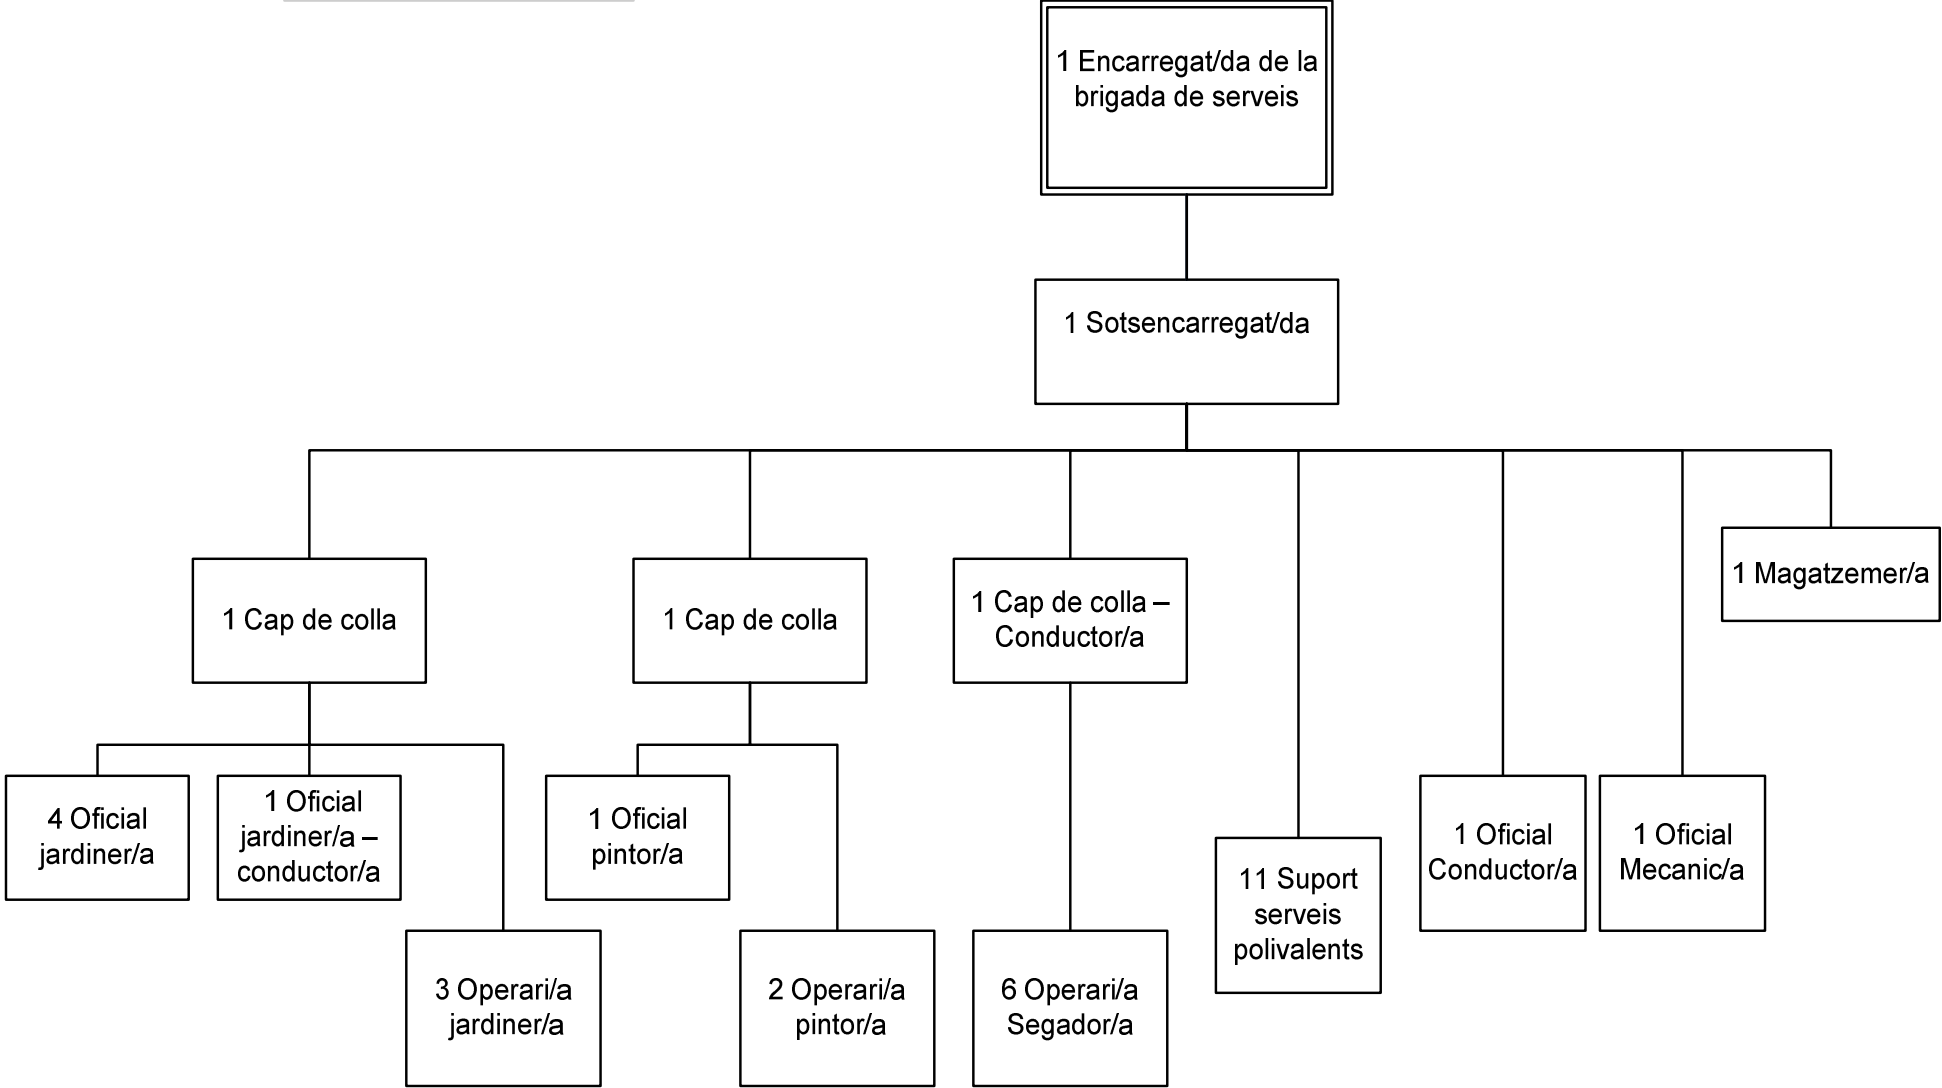 1 Encarregat/da de la
brigada de serveis
1 Sotsencarregat/da
1 Magatzemer/a
1 Cap de colla
1 Cap de colla
1 Cap de colla –
Conductor/a
4 Oficial
jardiner/a
1 Oficial
jardiner/a –
conductor/a
1 Oficial
pintor/a
11 Suport
serveis
polivalents
1 Oficial
Conductor/a
1 Oficial
Mecanic/a
3 Operari/a
jardiner/a
2 Operari/a
pintor/a
6 Operari/a
Segador/a